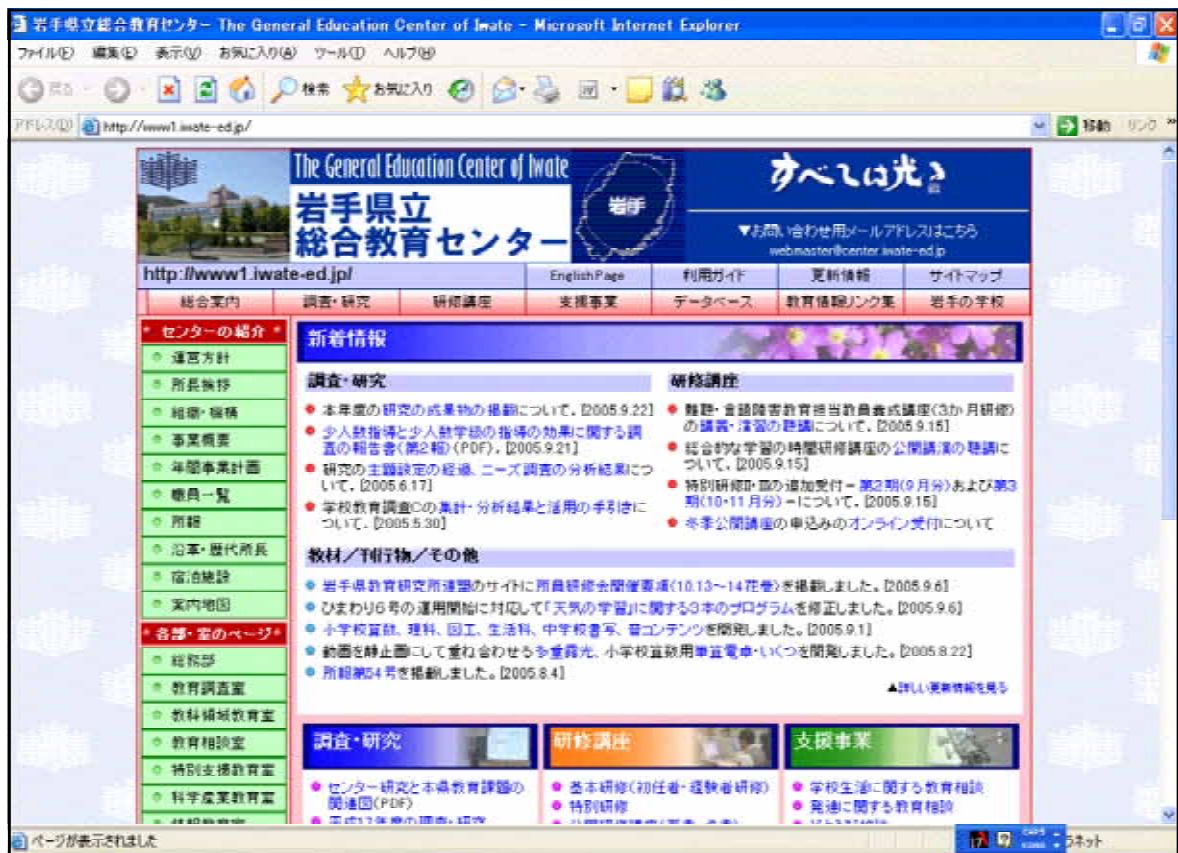 岩手県立総合教育センター The General Education Center of Iwate - Microsoft Internet Explorer
ファイル(F) 編集(E) 表示(V) お気に入り(A) ツール(T) ヘルプ(H)
戻る 検索 お気に入り
アドレス(D) http://www1.iwate-ed.jp/ 移動 リンク »
The General Education Center of Iwate
岩手県立
総合教育センター
岩手
すべては光る
▼お問い合わせ用メールアドレスはこちら
webmaster@center.iwate-ed.jp
http://www1.iwate-ed.jp/ English Page 利用ガイド 更新情報 サイトマップ
総合案内 調査・研究 研修講座 支援事業 データベース 教育情報リンク集 岩手の学校
センターの紹介
運営方針
所長挨拶
組織・機構
事業概要
年間事業計画
職員一覧
所報
沿革・歴代所長
宿泊施設
案内地図
各部・室のページ
総務部
教育調査室
教科領域教育室
教育相談室
特別支援教育室
科学産業教育室
新着情報
調査・研究
本年度の研究の成果物の掲載について。[2005.9.22]
少人数指導と少人数学級の指導の効果に関する調
査の報告書(第2報)(PDF)。[2005.9.21]
研究の主題設定の経過、ニーズ調査の分析結果につ
いて。[2005.6.17]
学校教育調査Cの集計・分析結果と活用の手引きに
ついて。[2005.5.30]
研修講座
難聴・言語障害教育担当教員養成講座(3か月研修)
の講義・演習の聴講について。[2005.9.15]
総合的な学習の時間研修講座の公開講演の聴講に
ついて。[2005.9.15]
特別研修Ⅱ・Ⅲの追加受付-第2期(9月分)および第3
期(10・11月分)-について。[2005.9.15]
冬季公開講座の申込みのオンライン受付について
教材／刊行物／その他
岩手県教育研究所連盟のサイトに所員研修会開催要項(10.13～14花巻)を掲載しました。[2005.9.6]
ひまわり6号の運用開始に対応して「天気の学習」に関する3本のプログラムを修正しました。[2005.9.6]
小学校算数、理科、図工、生活科、中学校書写、音コンテンツを開発しました。[2005.9.1]
動画を静止画にして重ね合わせる多重露光、小学校算数用単算電卓・いくつを開発しました。[2005.8.22]
所報第54号を掲載しました。[2005.8.4]
▲詳しい更新情報を見る
調査・研究
センター研究と本県教育課題の
関連図(PDF)
平成17年度の調査・研究
研修講座
基本研修(初任者・経験者研修)
特別研修
支援事業
学校生活に関する教育相談
発達に関する教育相談
ページが表示されました